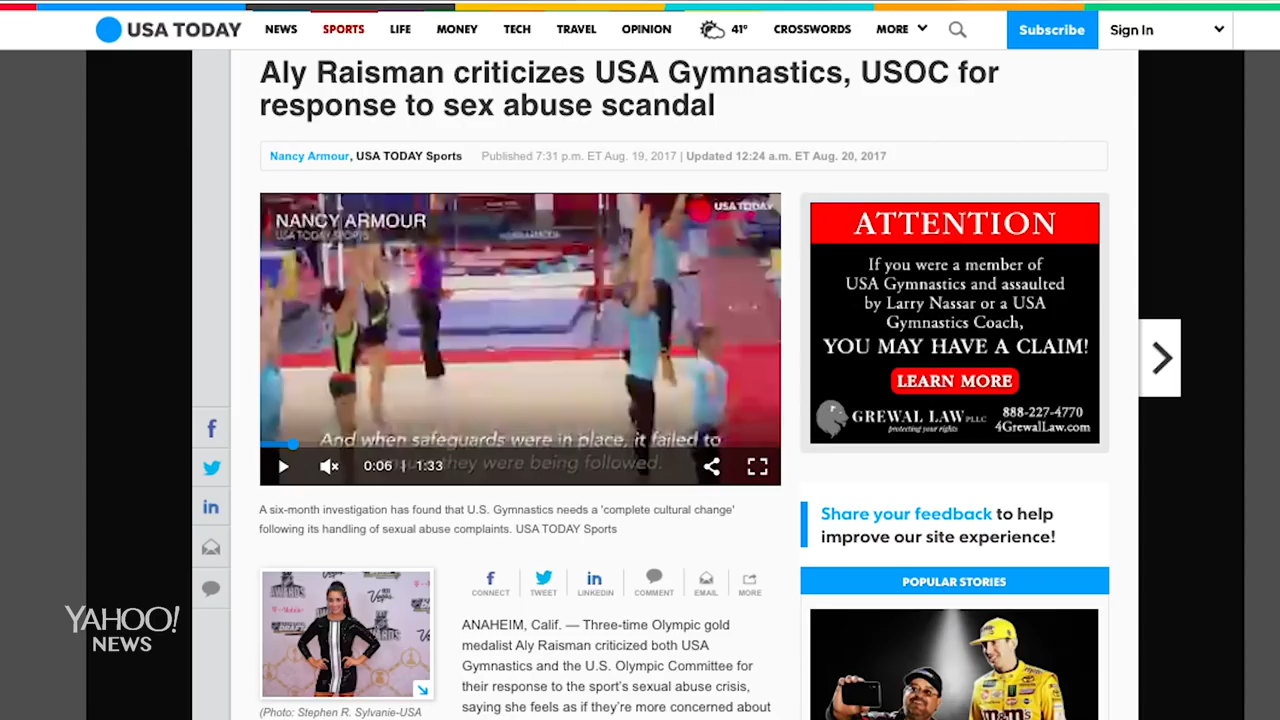 USA TODAY NEWS SPORTS LIFE MONEY TECH TRAVEL OPINION 41° CROSSWORDS MORE Subscribe Sign In
Aly Raisman criticizes USA Gymnastics, USOC for
response to sex abuse scandal
Nancy Armour, USA TODAY Sports Published 7:31 p.m. ET Aug. 19, 2017 | Updated 12:24 a.m. ET Aug. 20, 2017
USA TODAY
NANCY ARMOUR
USA TODAY SPORTS
And when safeguards were in place, it failed to
ensure they were being followed.
0:06 | 1:33
A six-month investigation has found that U.S. Gymnastics needs a 'complete cultural change'
following its handling of sexual abuse complaints. USA TODAY Sports
CONNECT TWEET LINKEDIN COMMENT EMAIL MORE
ANAHEIM, Calif. — Three-time Olympic gold
medalist Aly Raisman criticized both USA
Gymnastics and the U.S. Olympic Committee for
their response to the sport's sexual abuse crisis,
saying she feels as if they're more concerned about
(Photo: Stephen R. Sylvanie-USA
ATTENTION
If you were a member of
USA Gymnastics and assaulted
by Larry Nassar or a USA
Gymnastics Coach,
YOU MAY HAVE A CLAIM!
LEARN MORE
GREWAL LAW PLLC
protecting your rights
888-227-4770
4GrewalLaw.com
Share your feedback to help
improve our site experience!
POPULAR STORIES
m&m's
YAHOO!
NEWS